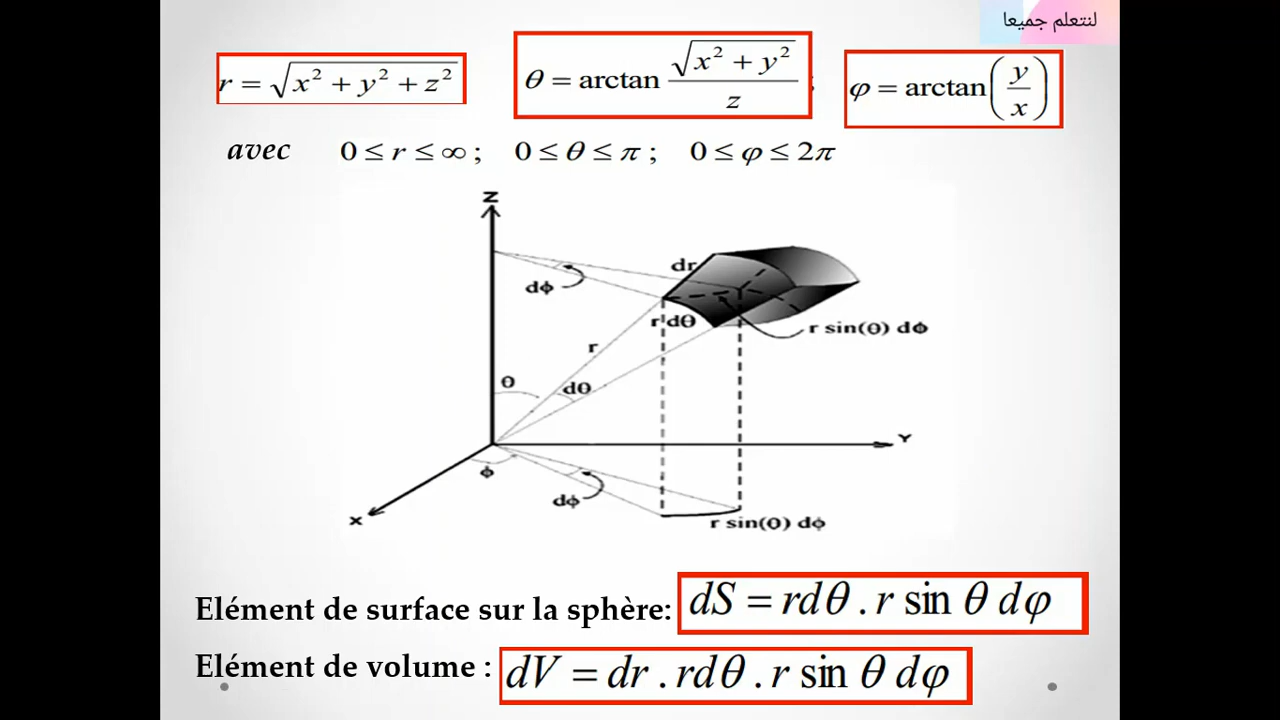 لنتعلم جميعا
r = √(x² + y² + z²)
θ = arctan √(x² + y²) / z ;
φ = arctan(y/x)
avec 0 ≤ r ≤ ∞ ; 0 ≤ θ ≤ π ; 0 ≤ φ ≤ 2π
Z
dr
dϕ
r dθ
r sin(θ) dϕ
r
θ
dθ
Y
ϕ
dϕ
X
r sin(θ) dϕ
Elément de surface sur la sphère: dS = rdθ . r sin θ dφ
Elément de volume : dV = dr . rdθ . r sin θ dφ